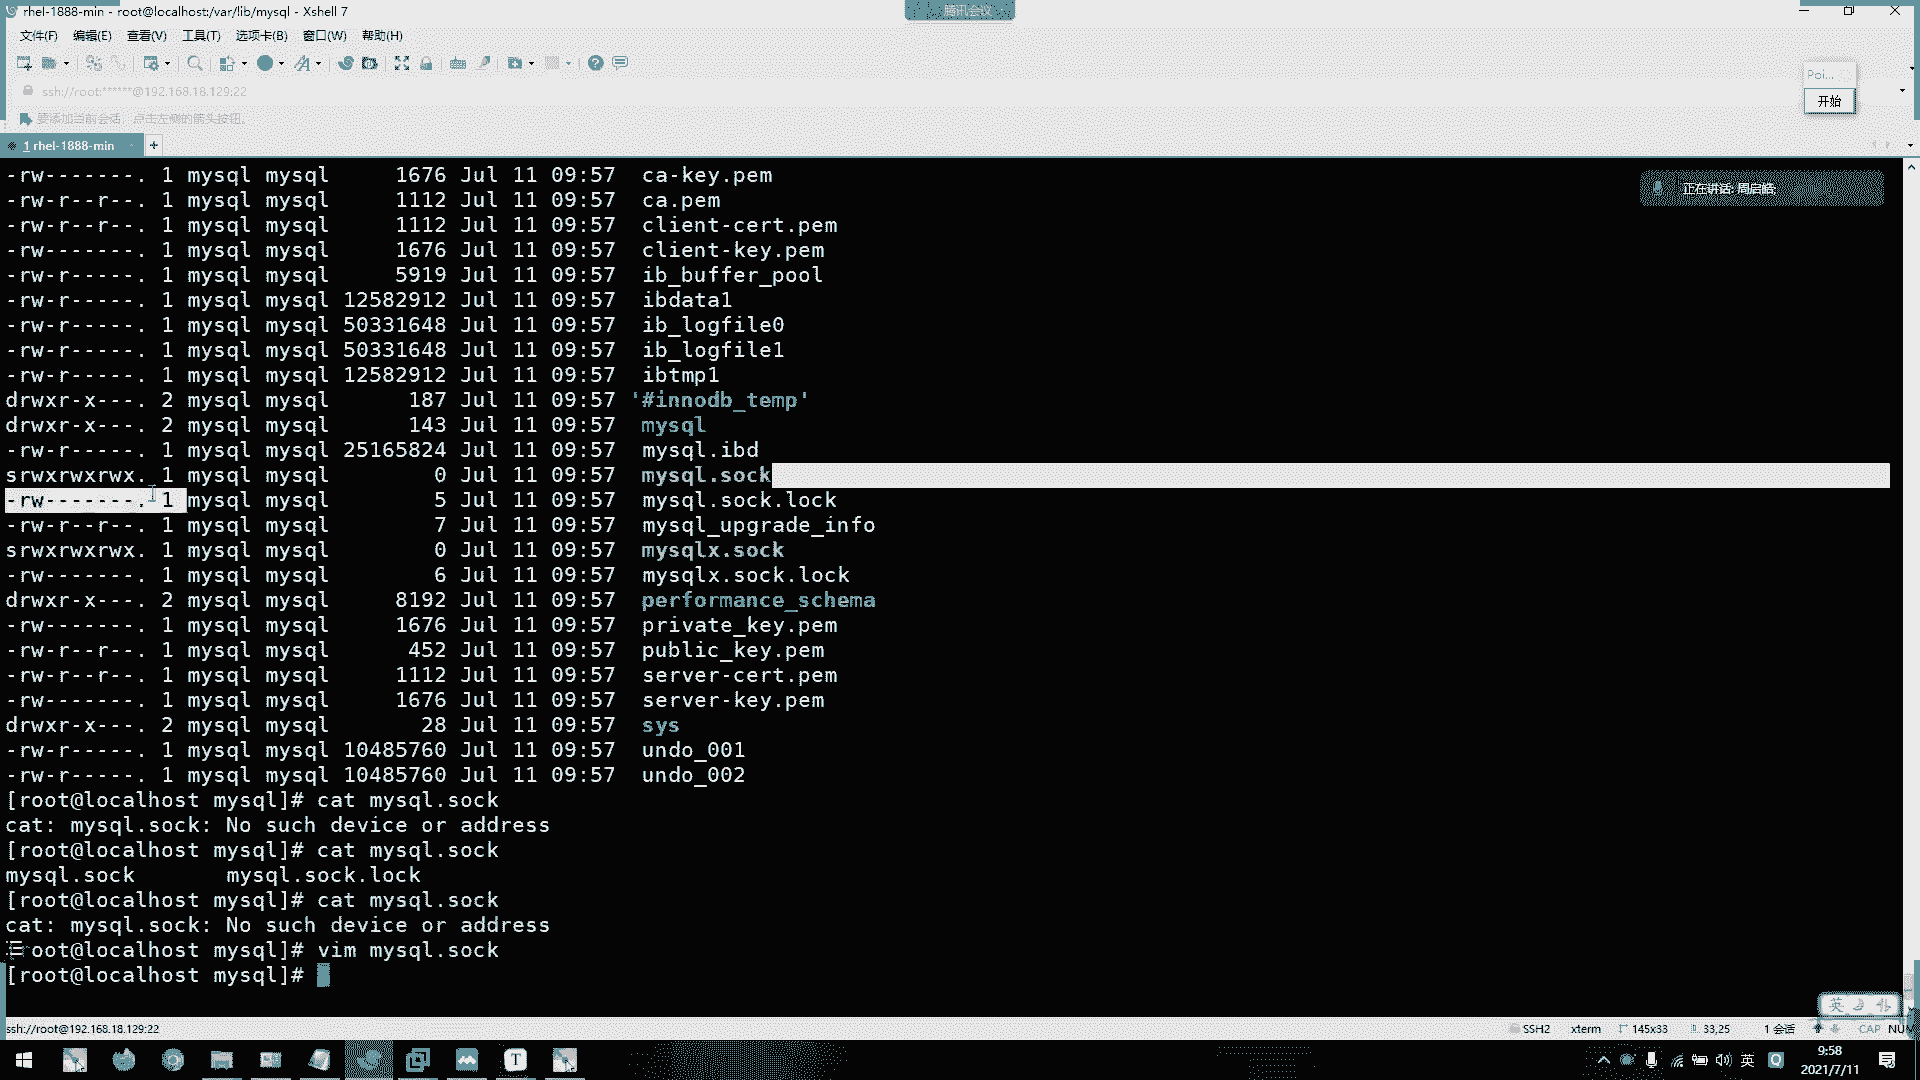 rhel-1888-min - root@localhost:/var/lib/mysql - Xshell 7
腾讯会议
文件(F) 编辑(E) 查看(V) 工具(T) 选项卡(B) 窗口(W) 帮助(H)
Poi...
ssh://root:******@192.168.18.129:22
开始
要添加当前会话，点击左侧的箭头按钮。
1 rhel-1888-min +
正在讲话: 周启皓;
-rw-------. 1 mysql mysql     1676 Jul 11 09:57  ca-key.pem
-rw-r--r--. 1 mysql mysql     1112 Jul 11 09:57  ca.pem
-rw-r--r--. 1 mysql mysql     1112 Jul 11 09:57  client-cert.pem
-rw-------. 1 mysql mysql     1676 Jul 11 09:57  client-key.pem
-rw-r-----. 1 mysql mysql     5919 Jul 11 09:57  ib_buffer_pool
-rw-r-----. 1 mysql mysql 12582912 Jul 11 09:57  ibdata1
-rw-r-----. 1 mysql mysql 50331648 Jul 11 09:57  ib_logfile0
-rw-r-----. 1 mysql mysql 50331648 Jul 11 09:57  ib_logfile1
-rw-r-----. 1 mysql mysql 12582912 Jul 11 09:57  ibtmp1
drwxr-x---. 2 mysql mysql      187 Jul 11 09:57 '#innodb_temp'
drwxr-x---. 2 mysql mysql      143 Jul 11 09:57  mysql
-rw-r-----. 1 mysql mysql 25165824 Jul 11 09:57  mysql.ibd
srwxrwxrwx. 1 mysql mysql        0 Jul 11 09:57  mysql.sock
-rw-------. 1 mysql mysql        5 Jul 11 09:57  mysql.sock.lock
-rw-r--r--. 1 mysql mysql        7 Jul 11 09:57  mysql_upgrade_info
srwxrwxrwx. 1 mysql mysql        0 Jul 11 09:57  mysqlx.sock
-rw-------. 1 mysql mysql        6 Jul 11 09:57  mysqlx.sock.lock
drwxr-x---. 2 mysql mysql     8192 Jul 11 09:57  performance_schema
-rw-------. 1 mysql mysql     1676 Jul 11 09:57  private_key.pem
-rw-r--r--. 1 mysql mysql      452 Jul 11 09:57  public_key.pem
-rw-r--r--. 1 mysql mysql     1112 Jul 11 09:57  server-cert.pem
-rw-------. 1 mysql mysql     1676 Jul 11 09:57  server-key.pem
drwxr-x---. 2 mysql mysql       28 Jul 11 09:57  sys
-rw-r-----. 1 mysql mysql 10485760 Jul 11 09:57  undo_001
-rw-r-----. 1 mysql mysql 10485760 Jul 11 09:57  undo_002
[root@localhost mysql]# cat mysql.sock
cat: mysql.sock: No such device or address
[root@localhost mysql]# cat mysql.sock
mysql.sock       mysql.sock.lock
[root@localhost mysql]# cat mysql.sock
cat: mysql.sock: No such device or address
[root@localhost mysql]# vim mysql.sock
[root@localhost mysql]#
英
ssh://root@192.168.18.129:22 SSH2 xterm 145x33 33,25 1 会话 CAP NUM
英 9:58
2021/7/11